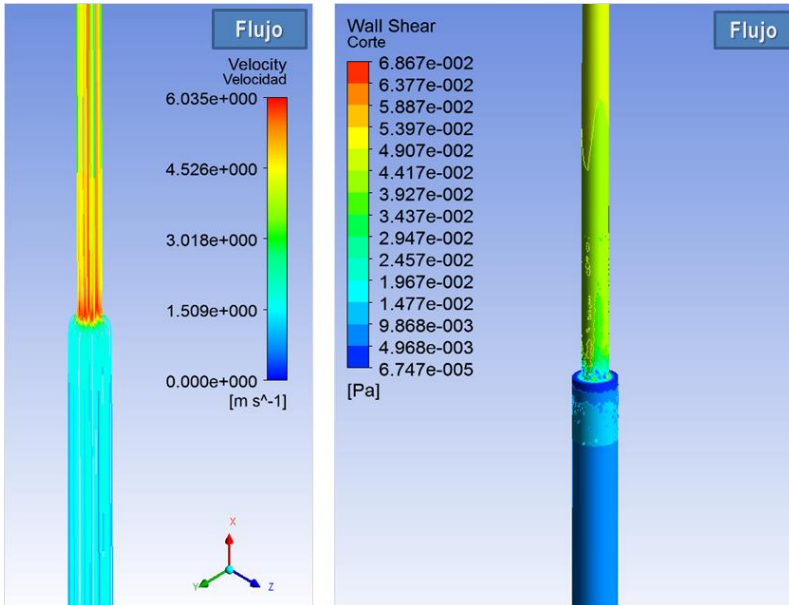 Flujo
Velocity
Velocidad
6.035e+000
4.526e+000
3.018e+000
1.509e+000
0.000e+000
[m s^-1]
X
Y
Z
Flujo
Wall Shear
Corte
6.867e-002
6.377e-002
5.887e-002
5.397e-002
4.907e-002
4.417e-002
3.927e-002
3.437e-002
2.947e-002
2.457e-002
1.967e-002
1.477e-002
9.868e-003
4.968e-003
6.747e-005
[Pa]